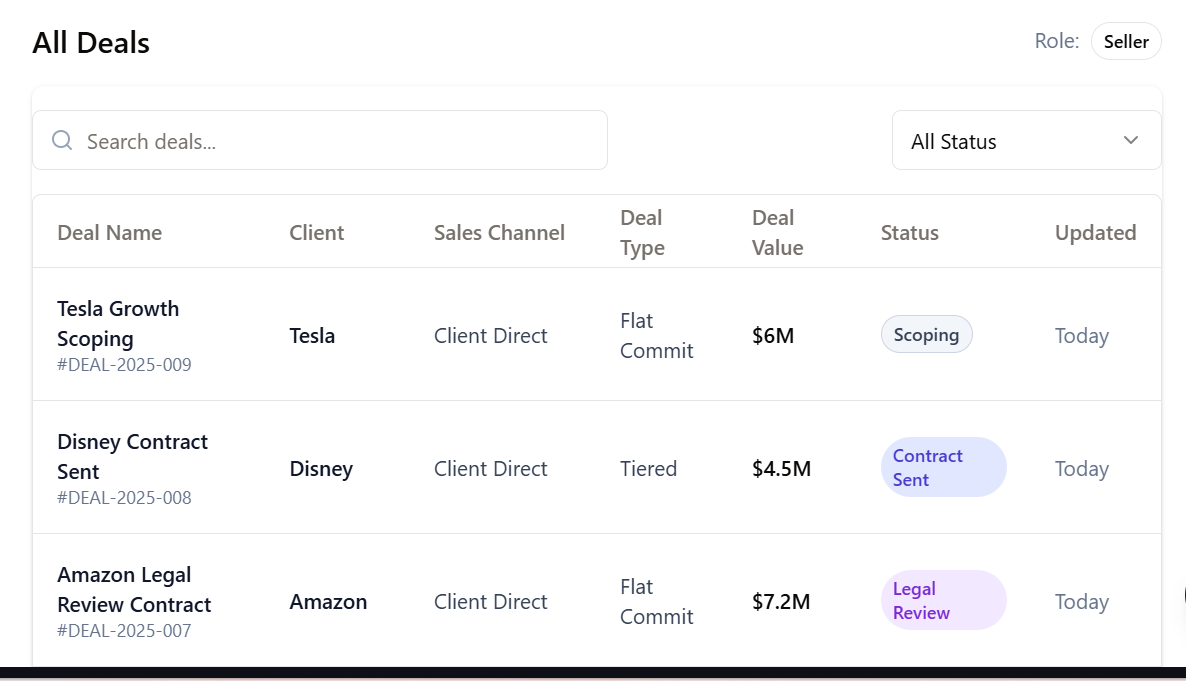 All Deals
Role: Seller
Search deals...
All Status
Deal Name Client Sales Channel Deal Type Deal Value Status Updated
Tesla Growth
Scoping
#DEAL-2025-009
Tesla
Client Direct
Flat
Commit
$6M
Scoping
Today
Disney Contract
Sent
#DEAL-2025-008
Disney
Client Direct
Tiered
$4.5M
Contract
Sent
Today
Amazon Legal
Review Contract
#DEAL-2025-007
Amazon
Client Direct
Flat
Commit
$7.2M
Legal
Review
Today